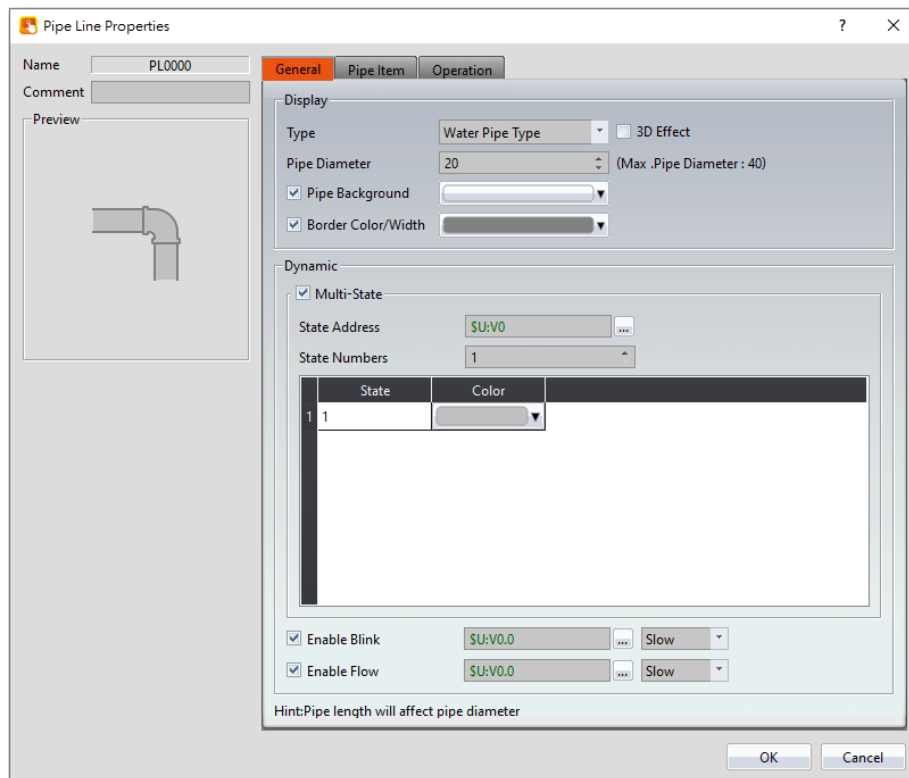 Pipe Line Properties ?
Name PL0000
Comment
Preview
General Pipe Item Operation
Display
Type Water Pipe Type 3D Effect
Pipe Diameter 20 (Max .Pipe Diameter : 40)
Pipe Background
Border Color/Width
Dynamic
Multi-State
State Address $U:V0 ...
State Numbers 1
State Color
1 1
Enable Blink $U:V0.0 ... Slow
Enable Flow $U:V0.0 ... Slow
Hint:Pipe length will affect pipe diameter
OK Cancel